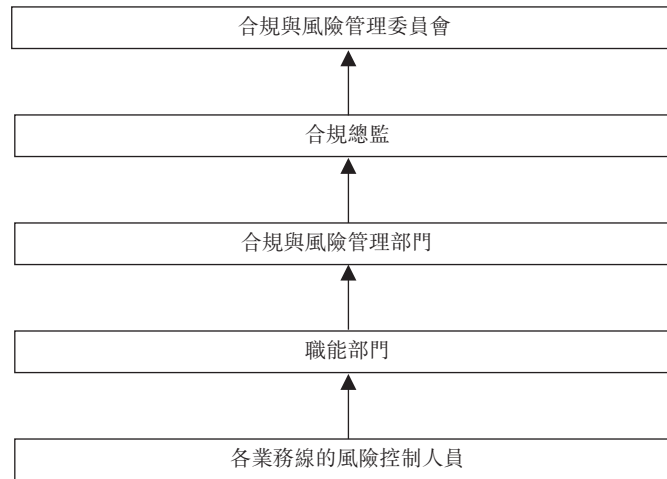 合規與風險管理委員會
合規總監
合規與風險管理部門
職能部門
各業務線的風險控制人員